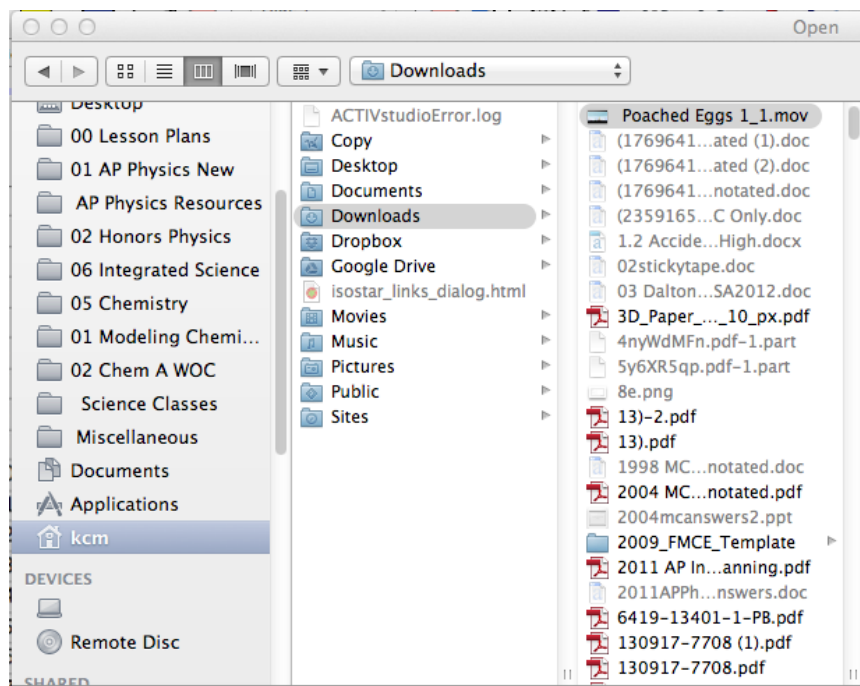 Open
Downloads
Desktop
00 Lesson Plans
01 AP Physics New
AP Physics Resources
02 Honors Physics
06 Integrated Science
05 Chemistry
01 Modeling Chemi...
02 Chem A WOC
Science Classes
Miscellaneous
Documents
Applications
kcm
DEVICES
Remote Disc
SHARED
ACTIVstudioError.log
Copy
Desktop
Documents
Downloads
Dropbox
Google Drive
isostar_links_dialog.html
Movies
Music
Pictures
Public
Sites
Poached Eggs 1_1.mov
(1769641...ated (1).doc
(1769641...ated (2).doc
(1769641...notated.doc
(2359165...C Only.doc
1.2 Accide...High.docx
02stickytape.doc
03 Dalton...SA2012.doc
3D_Paper_..._10_px.pdf
4nyWdMFn.pdf-1.part
5y6XR5qp.pdf-1.part
8e.png
13)-2.pdf
13).pdf
1998 MC...notated.doc
2004 MC...notated.pdf
2004mcanswers2.ppt
2009_FMCE_Template
2011 AP In...anning.pdf
2011APPh...nswers.doc
6419-13401-1-PB.pdf
130917-7708 (1).pdf
130917-7708.pdf